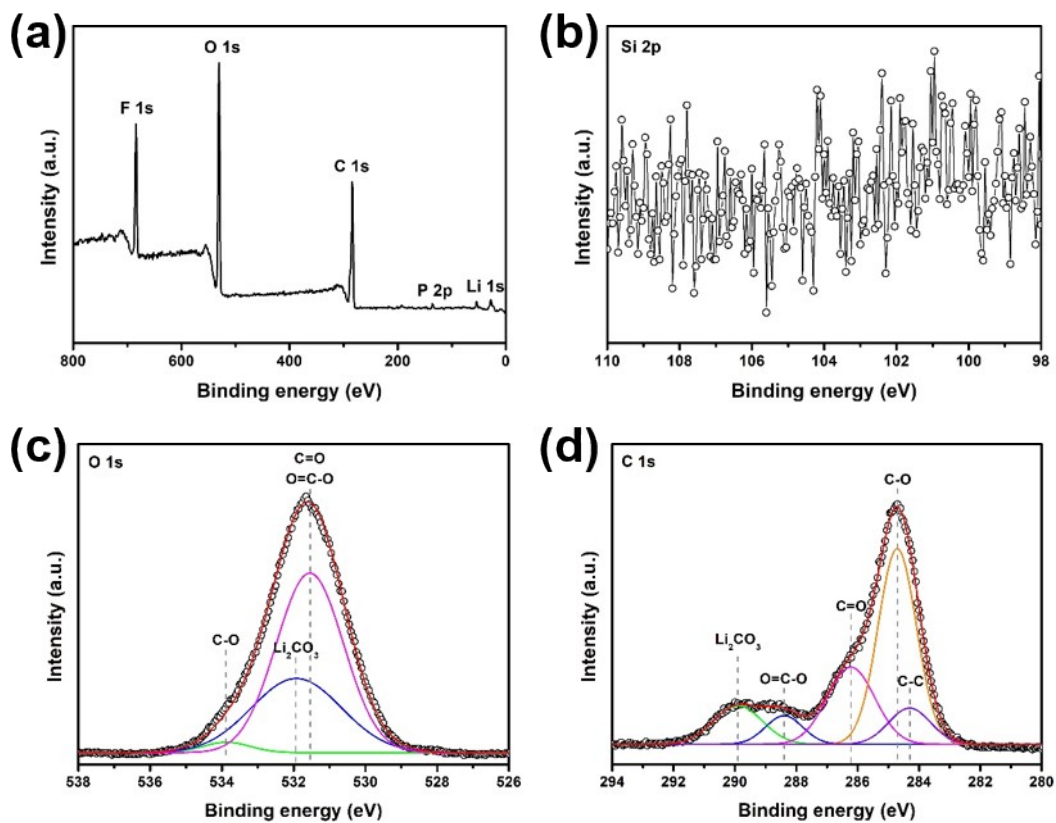 (a)
O 1s
F 1s
C 1s
P 2p
Li 1s
Intensity (a.u.)
800
600
400
200
0
Binding energy (eV)
(b)
Si 2p
Intensity (a.u.)
110
108
106
104
102
100
98
Binding energy (eV)
(c)
O 1s
C=O
O=C-O
C-O
Li₂CO₃
Intensity (a.u.)
538
536
534
532
530
528
526
Binding energy (eV)
(d)
C 1s
C-O
C=O
Li₂CO₃
O=C-O
C-C
Intensity (a.u.)
294
292
290
288
286
284
282
280
Binding energy (eV)